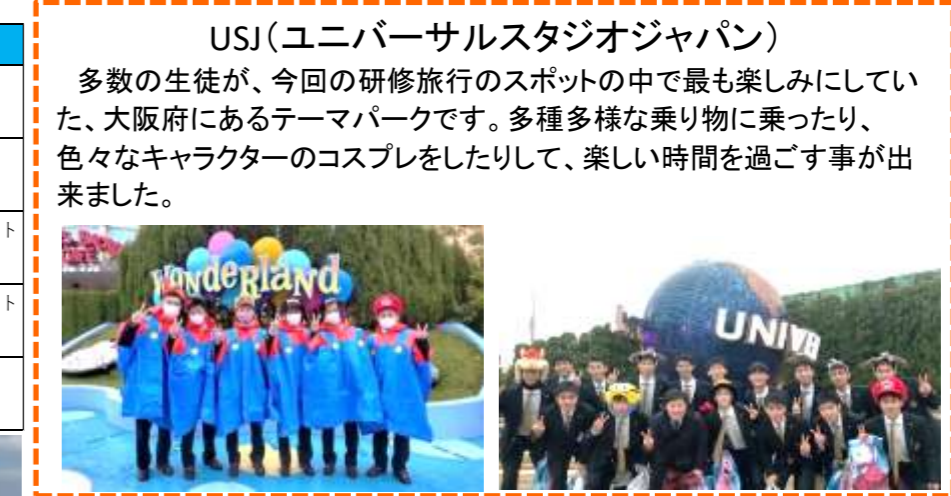 USJ(ユニバーサルスタジオジャパン)
多数の生徒が、今回の研修旅行のスポットの中で最も楽しみにしてい
た、大阪府にあるテーマパークです。多種多様な乗り物に乗ったり、
色々なキャラクターのコスプレをしたりして、楽しい時間を過ごす事が出
来ました。
ト
ト
WondeRland
UNIVE